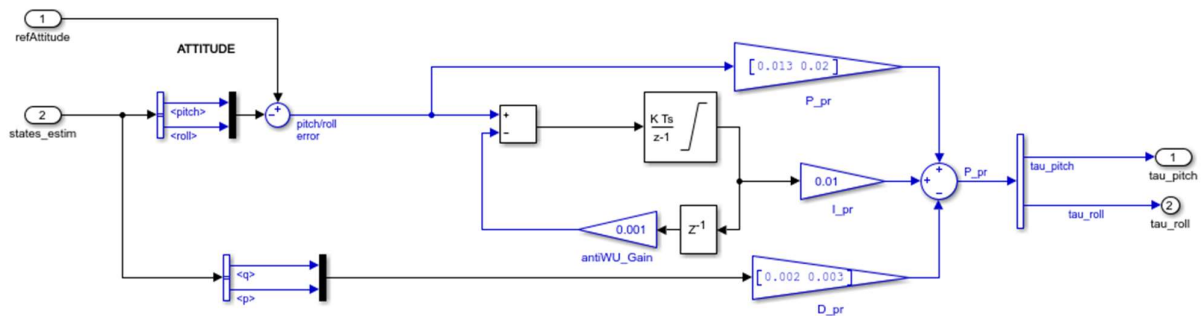 1
refAttitude
ATTITUDE
2
states_estim
<pitch>
<roll>
+
−
pitch/roll
error
+
−
K Ts
z-1
[0.013 0.02]
P_pr
0.01
I_pr
0.001
antiWU_Gain
Z-1
<q>
<p>
[0.002 0.003]
D_pr
+
+
−
P_pr
tau_pitch
tau_roll
1
tau_pitch
2
tau_roll